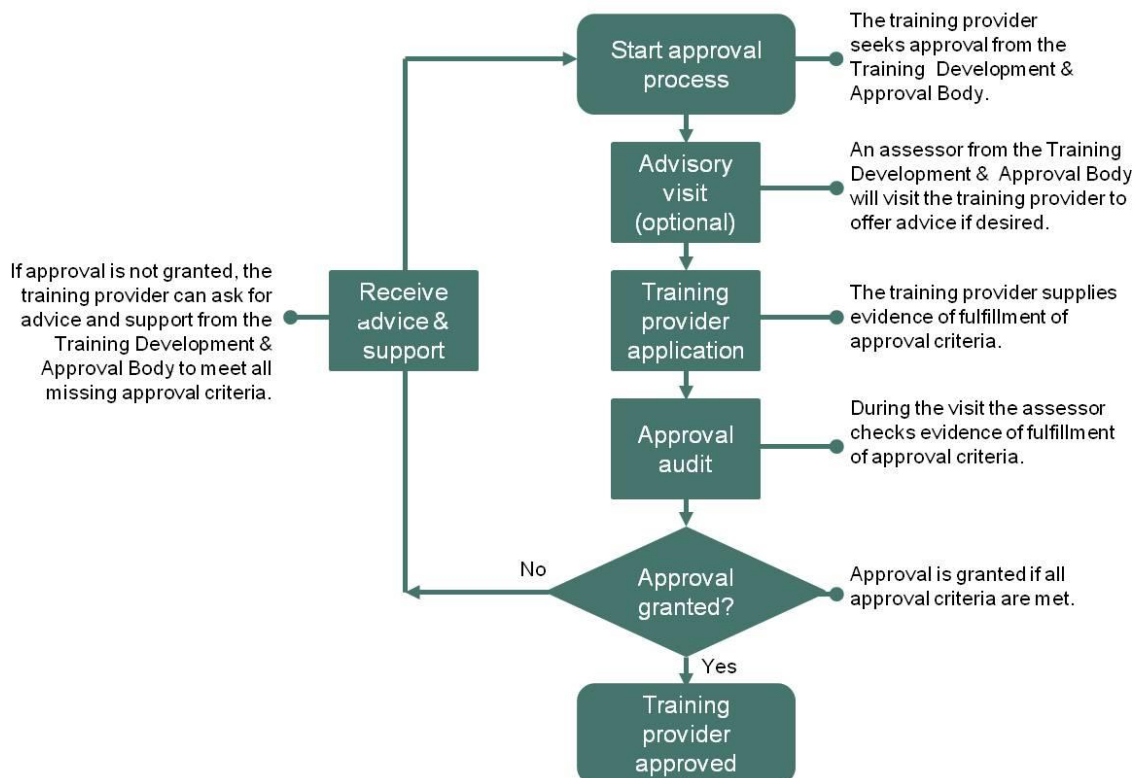 Start approval
process
The training provider
seeks approval from the
Training Development &
Approval Body.
Advisory
visit
(optional)
An assessor from the Training
Development & Approval Body
will visit the training provider to
offer advice if desired.
If approval is not granted, the
training provider can ask for
advice and support from the
Training Development &
Approval Body to meet all
missing approval criteria.
Receive
advice &
support
Training
provider
application
The training provider supplies
evidence of fulfillment of
approval criteria.
Approval
audit
During the visit the assessor
checks evidence of fulfillment
of approval criteria.
No
Approval
granted?
Approval is granted if all
approval criteria are met.
Yes
Training
provider
approved